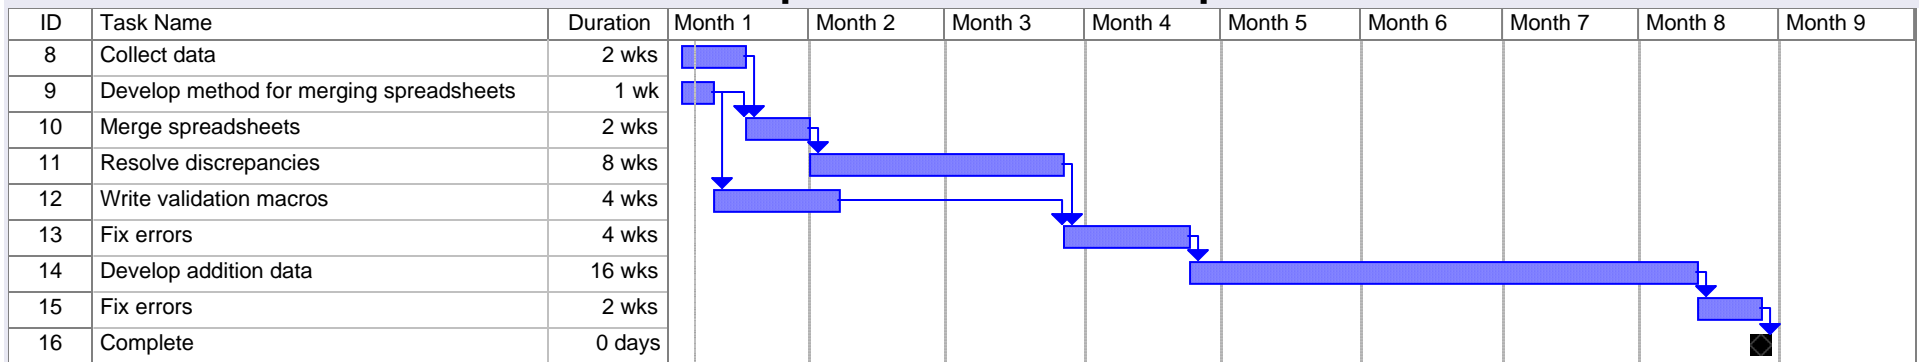 ID Task Name Duration Month 1 Month 2 Month 3 Month 4 Month 5 Month 6 Month 7 Month 8 Month 9
8 Collect data 2 wks
9 Develop method for merging spreadsheets 1 wk
10 Merge spreadsheets 2 wks
11 Resolve discrepancies 8 wks
12 Write validation macros 4 wks
13 Fix errors 4 wks
14 Develop addition data 16 wks
15 Fix errors 2 wks
16 Complete 0 days